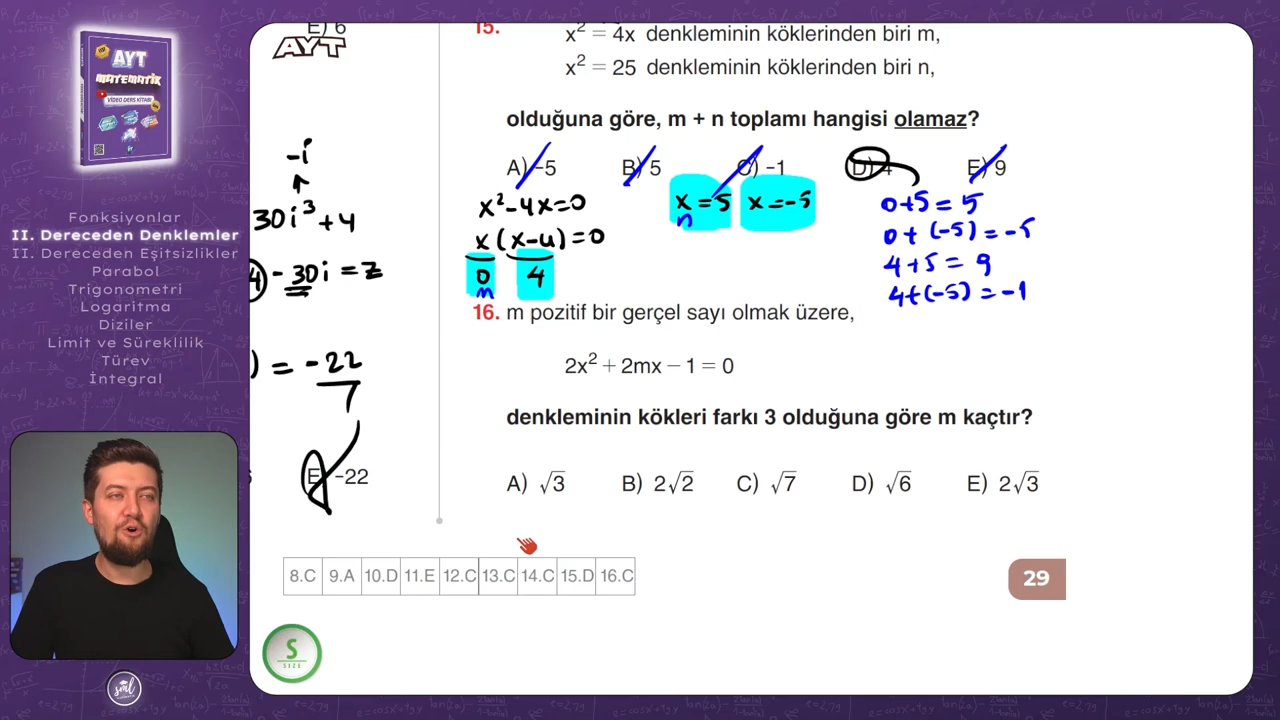 AYT
MATEMATİK
VİDEO DERS KİTABI
Fonksiyonlar
II. Dereceden Denklemler
II. Dereceden Eşitsizlikler
Parabol
Trigonometri
Logaritma
Diziler
Limit ve Süreklilik
Türev
İntegral
sml
E) 6
AYT
-i
30i³+4
4) - 30i = z
) = -22
7
E) -22
15. x² = 4x denkleminin köklerinden biri m,
x² = 25 denkleminin köklerinden biri n,
olduğuna göre, m + n toplamı hangisi olamaz?
A) -5 B) 5 C) -1 D) 4 E) 9
x²-4x=0
x(x-4)=0
0 4
m
x=5 x=-5
n
0+5=5
0+(-5)=-5
4+5=9
4+(-5)=-1
16. m pozitif bir gerçel sayı olmak üzere,
2x² + 2mx − 1 = 0
denkleminin kökleri farkı 3 olduğuna göre m kaçtır?
A) √3 B) 2√2 C) √7 D) √6 E) 2√3
8.C 9.A 10.D 11.E 12.C 13.C 14.C 15.D 16.C
29
S
SIZE